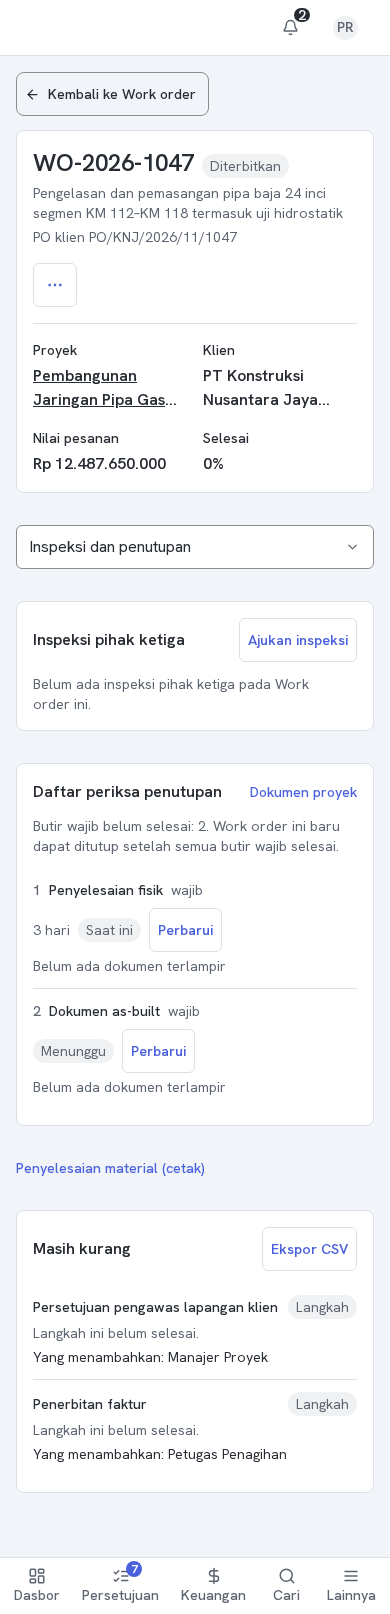 2
PR
Kembali ke Work order
WO-2026-1047 Diterbitkan
Pengelasan dan pemasangan pipa baja 24 inci
segmen KM 112–KM 118 termasuk uji hidrostatik
PO klien PO/KNJ/2026/11/1047
Proyek
Pembangunan
Jaringan Pipa Gas...
Klien
PT Konstruksi
Nusantara Jaya...
Nilai pesanan
Rp 12.487.650.000
Selesai
0%
Inspeksi dan penutupan
Inspeksi pihak ketiga
Ajukan inspeksi
Belum ada inspeksi pihak ketiga pada Work
order ini.
Daftar periksa penutupan
Dokumen proyek
Butir wajib belum selesai: 2. Work order ini baru
dapat ditutup setelah semua butir wajib selesai.
1 Penyelesaian fisik wajib
3 hari Saat ini Perbarui
Belum ada dokumen terlampir
2 Dokumen as-built wajib
Menunggu Perbarui
Belum ada dokumen terlampir
Penyelesaian material (cetak)
Masih kurang
Ekspor CSV
Persetujuan pengawas lapangan klien Langkah
Langkah ini belum selesai.
Yang menambahkan: Manajer Proyek
Penerbitan faktur Langkah
Langkah ini belum selesai.
Yang menambahkan: Petugas Penagihan
7
Dasbor Persetujuan Keuangan Cari Lainnya